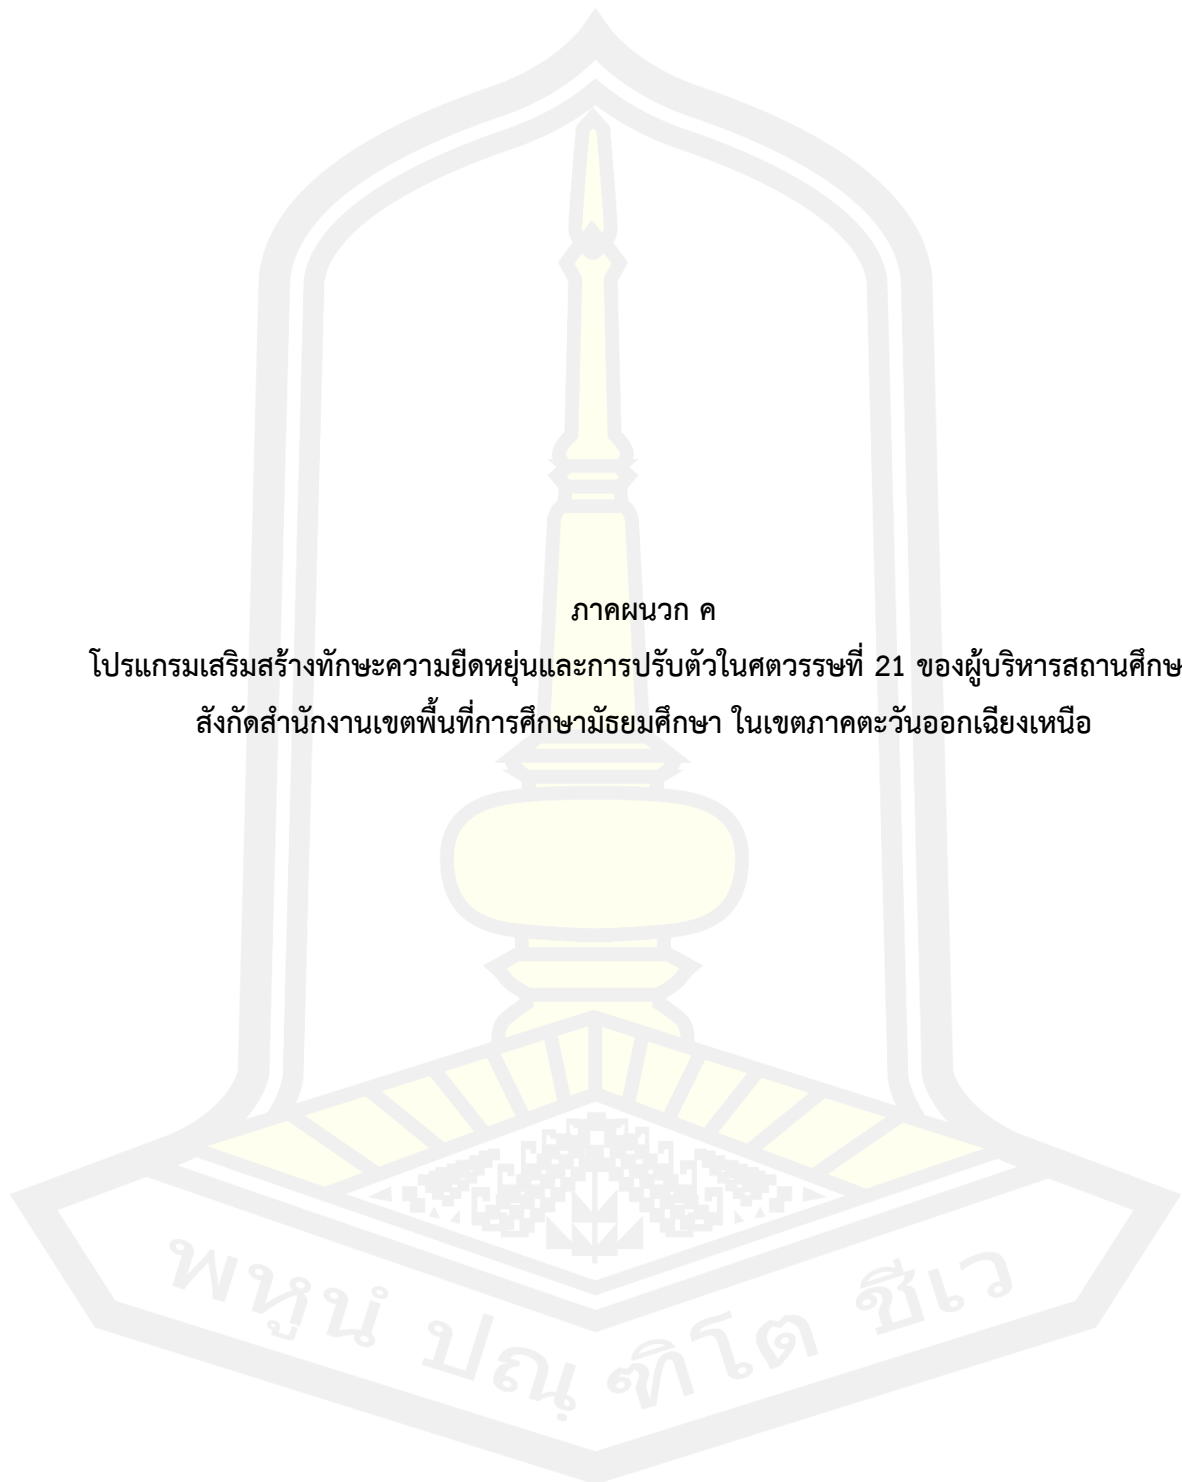 ภาคผนวก ค
โปรแกรมเสริมสร้างทักษะความยืดหยุ่นและการปรับตัวในศตวรรษที่ 21 ของผู้บริหารสถานศึกษ
สังกัดสำนักงานเขตพื้นที่การศึกษามัธยมศึกษา ในเขตภาคตะวันออกเฉียงเหนือ
พหูนํ ปณฺฑิโต ชีเว